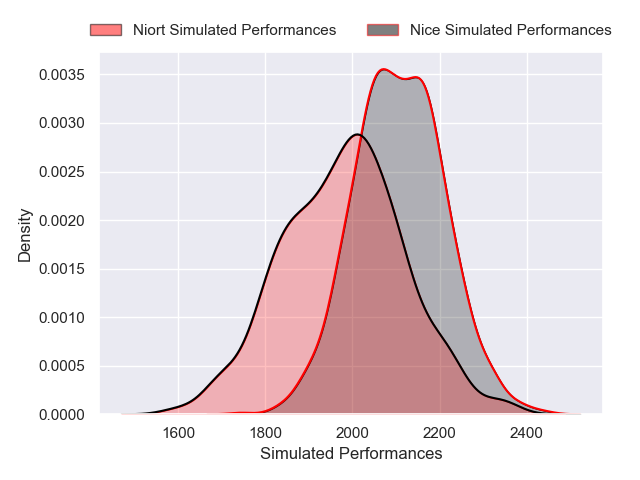 Niort Simulated Performances Nice Simulated Performances
0.0035
0.0030
0.0025
0.0020
0.0015
0.0010
0.0005
0.0000
Density
1600 1800 2000 2200 2400
Simulated Performances